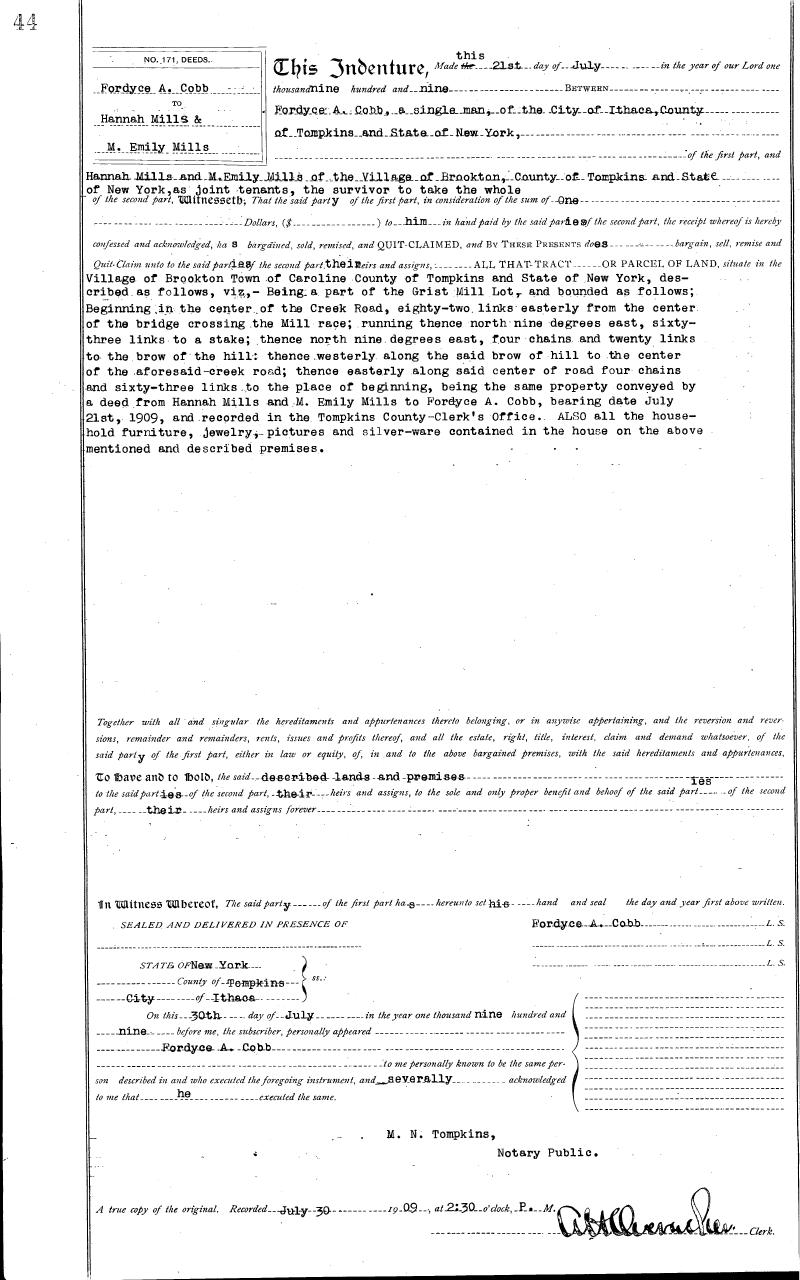 44
NO. 171, DEEDS.
Fordyce A. Cobb
TO
Hannah Mills &
M. Emily Mills
this
This Indenture, Made the 21st day of July in the year of our Lord one
thousand nine hundred and nine BETWEEN
Fordyce A. Cobb, a single man, of the City of Ithaca, County
of Tompkins and State of New York,
of the first part, and
Hannah Mills and M.Emily Mills of the Village of Brookton, County of Tompkins and State
of New York, as joint tenants, the survivor to take the whole
of the second part, Witnesseth; That the said party of the first part, in consideration of the sum of One
Dollars, ($ ) to him in hand paid by the said parties of the second part, the receipt whereof is hereby
confessed and acknowledged, has bargained, sold, remised, and QUIT-CLAIMED, and BY THESE PRESENTS does bargain, sell, remise and
Quit-Claim unto to the said parties of the second part, their heirs and assigns, ALL THAT TRACT OR PARCEL OF LAND, situate in the
Village of Brookton Town of Caroline County of Tompkins and State of New York, des-
cribed as follows, viz,- Being a part of the Grist Mill Lot, and bounded as follows;
Beginning in the center of the Creek Road, eighty-two links easterly from the center
of the bridge crossing the Mill race; running thence north nine degrees east, sixty-
three links to a stake; thence north nine degrees east, four chains and twenty links
to the brow of the hill: thence westerly along the said brow of hill to the center
of the aforesaid creek road; thence easterly along said center of road four chains
and sixty-three links to the place of beginning, being the same property conveyed by
a deed from Hannah Mills and M. Emily Mills to Fordyce A. Cobb, bearing date July
21st, 1909, and recorded in the Tompkins County Clerk's Office. ALSO all the house-
hold furniture, jewelry, pictures and silver-ware contained in the house on the above
mentioned and described premises.
Together with all and singular the hereditaments and appurtenances thereto belonging, or in anywise appertaining, and the reversion and rever-
sions, remainder and remainders, rents, issues and profits thereof, and all the estate, right, title, interest, claim and demand whatsoever, of the
said party of the first part, either in law or equity, of, in and to the above bargained premises, with the said hereditaments and appurtenances,
To Have and to Hold, the said described lands and premises
to the said parties of the second part, their heirs and assigns, to the sole and only proper benefit and behoof of the said parties of the second
part, their heirs and assigns forever
In Witness Whereof, The said party of the first part has hereunto set his hand and seal the day and year first above written.
SEALED AND DELIVERED IN PRESENCE OF
Fordyce A. Cobb L. S.
L. S.
L. S.
STATE OF New York
County of Tompkins ss.:
City of Ithaca
On this 30th day of July in the year one thousand nine hundred and
nine before me, the subscriber, personally appeared
Fordyce A. Cobb
to me personally known to be the same per-
son described in and who executed the foregoing instrument, and severally acknowledged
to me that he executed the same.
M. N. Tompkins,
Notary Public.
A true copy of the original. Recorded July 30 1909, at 2:30 o'clock, P. M.
Clerk.